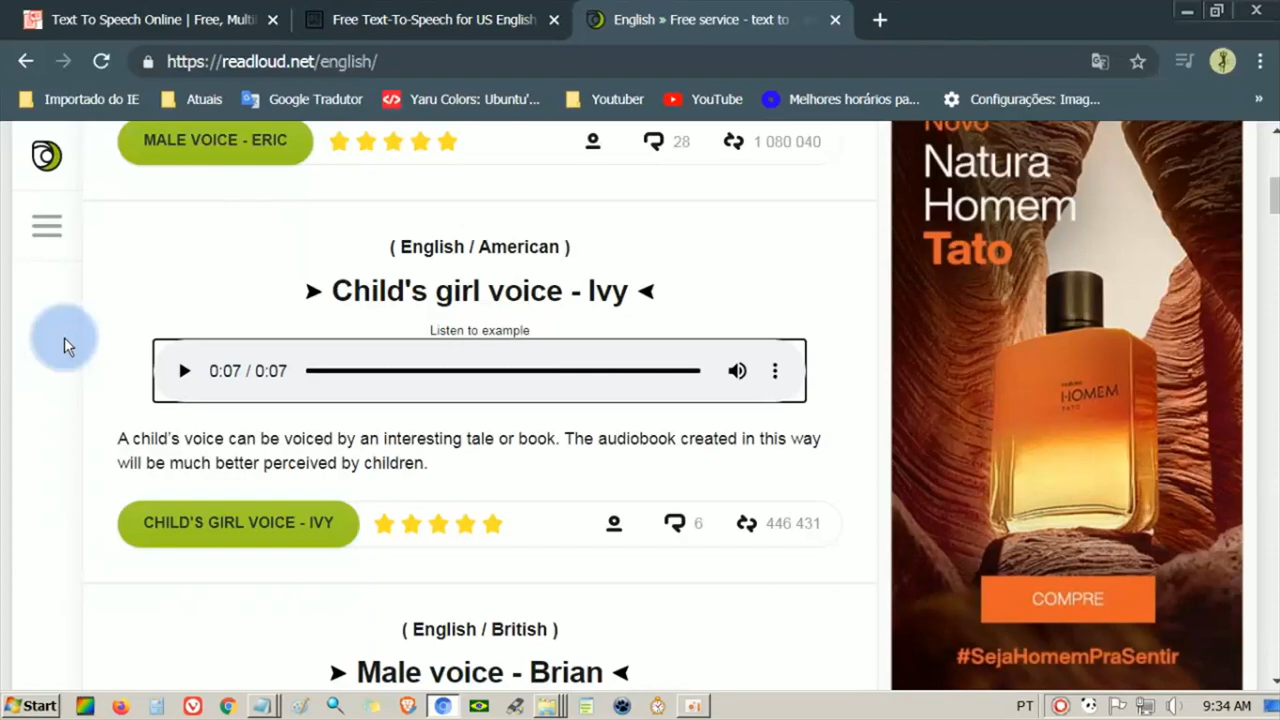 Text To Speech Online | Free, Multi
Free Text-To-Speech for US English
English » Free service - text to
https://readloud.net/english/
Importado do IE
Atuais
Google Tradutor
Yaru Colors: Ubuntu'...
Youtuber
YouTube
Melhores horários pa...
Configurações: Imag...
»
MALE VOICE - ERIC
28
1 080 040
( English / American )
➤ Child's girl voice - Ivy
Listen to example
0:07 / 0:07
A child's voice can be voiced by an interesting tale or book. The audiobook created in this way
will be much better perceived by children.
CHILD'S GIRL VOICE - IVY
6
446 431
( English / British )
➤ Male voice - Brian
Novo
Natura
Homem
Tato
natura
HOMEM
TATO
COMPRE
#SejaHomemPraSentir
Start
PT
9:34 AM